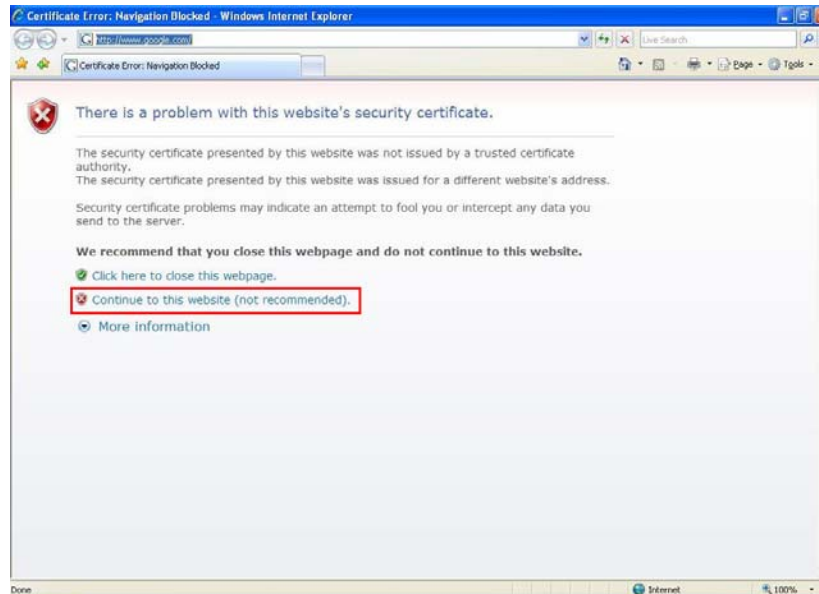 Certificate Error: Navigation Blocked - Windows Internet Explorer
http://www.google.com/
Live Search
Certificate Error: Navigation Blocked
Page
Tools
There is a problem with this website's security certificate.
The security certificate presented by this website was not issued by a trusted certificate
authority.
The security certificate presented by this website was issued for a different website's address.
Security certificate problems may indicate an attempt to fool you or intercept any data you
send to the server.
We recommend that you close this webpage and do not continue to this website.
Click here to close this webpage.
Continue to this website (not recommended).
More information
Done
Internet
100%